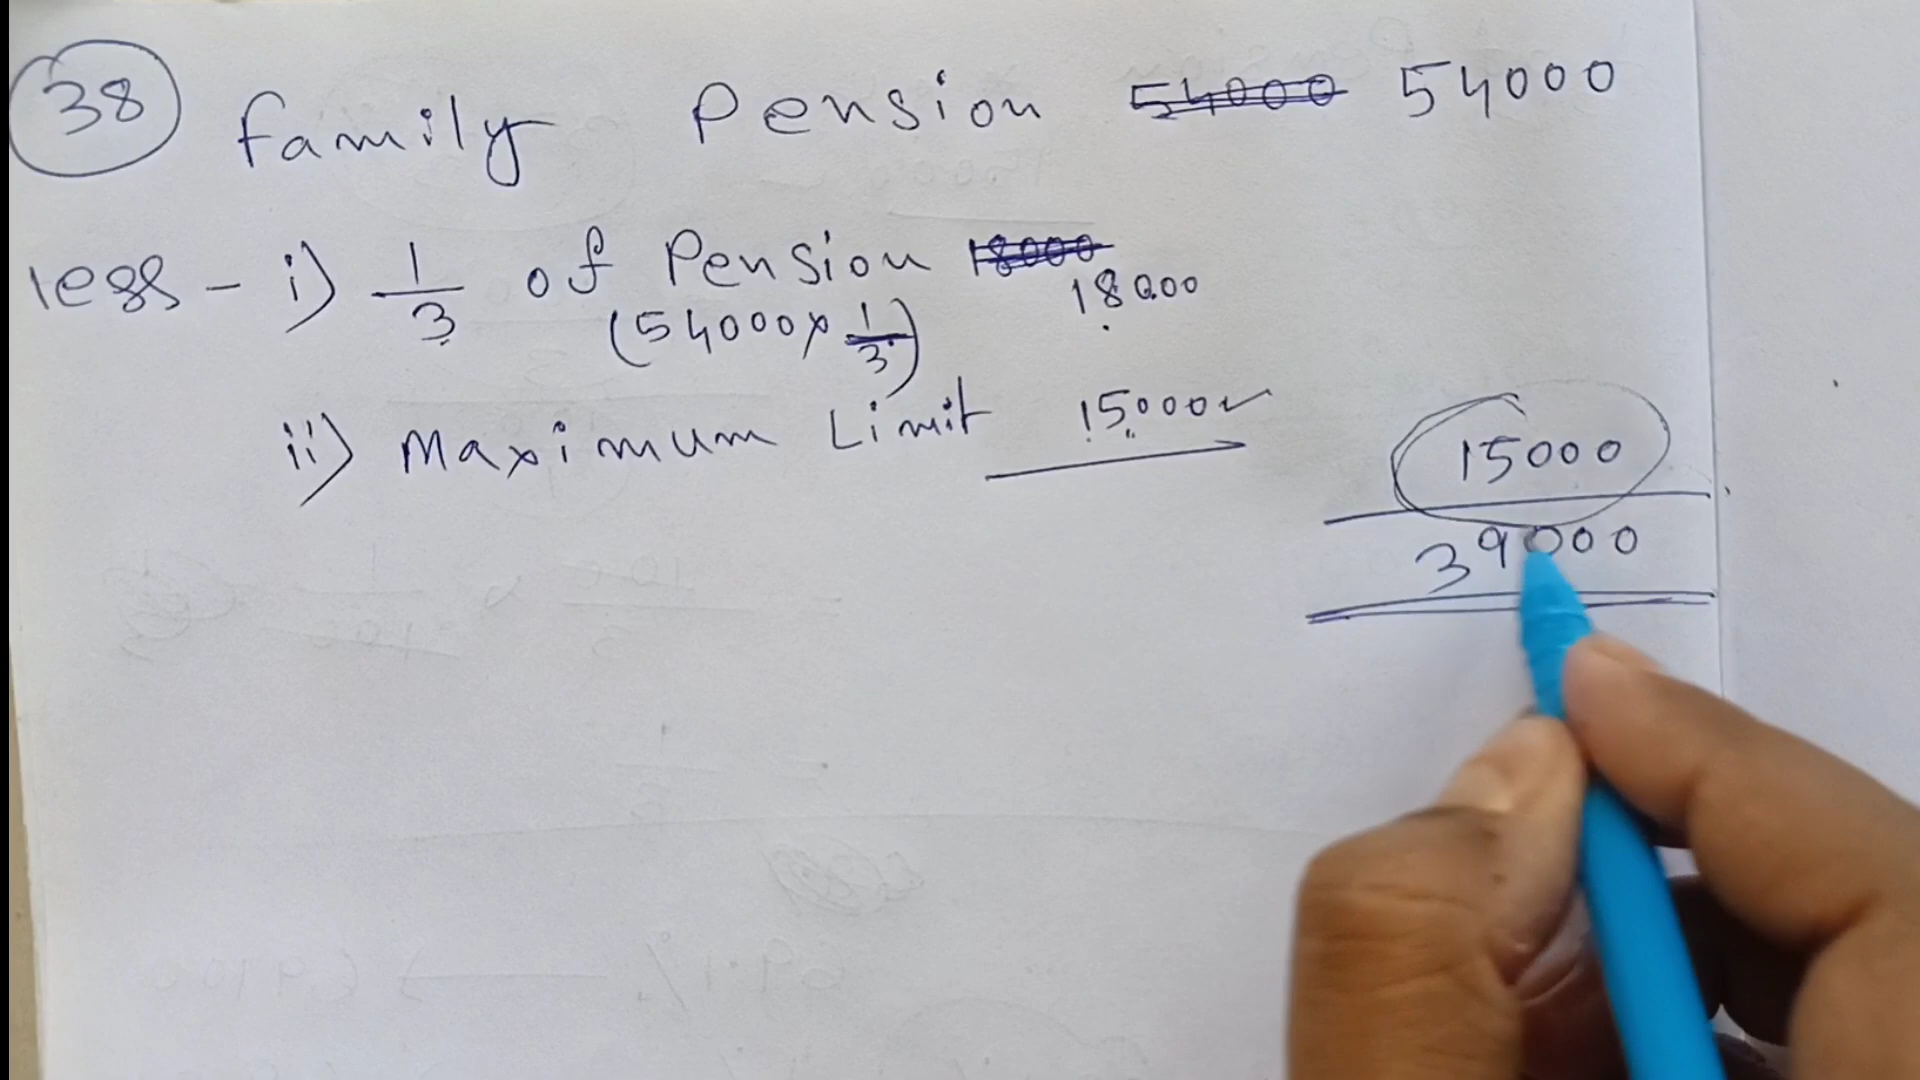 38 Family Pension 54000 54000
less - i) 1/3 of Pension 18000
(54000 x 1/3) 18000
ii) Maximum Limit 15000 ✓
15000
39000